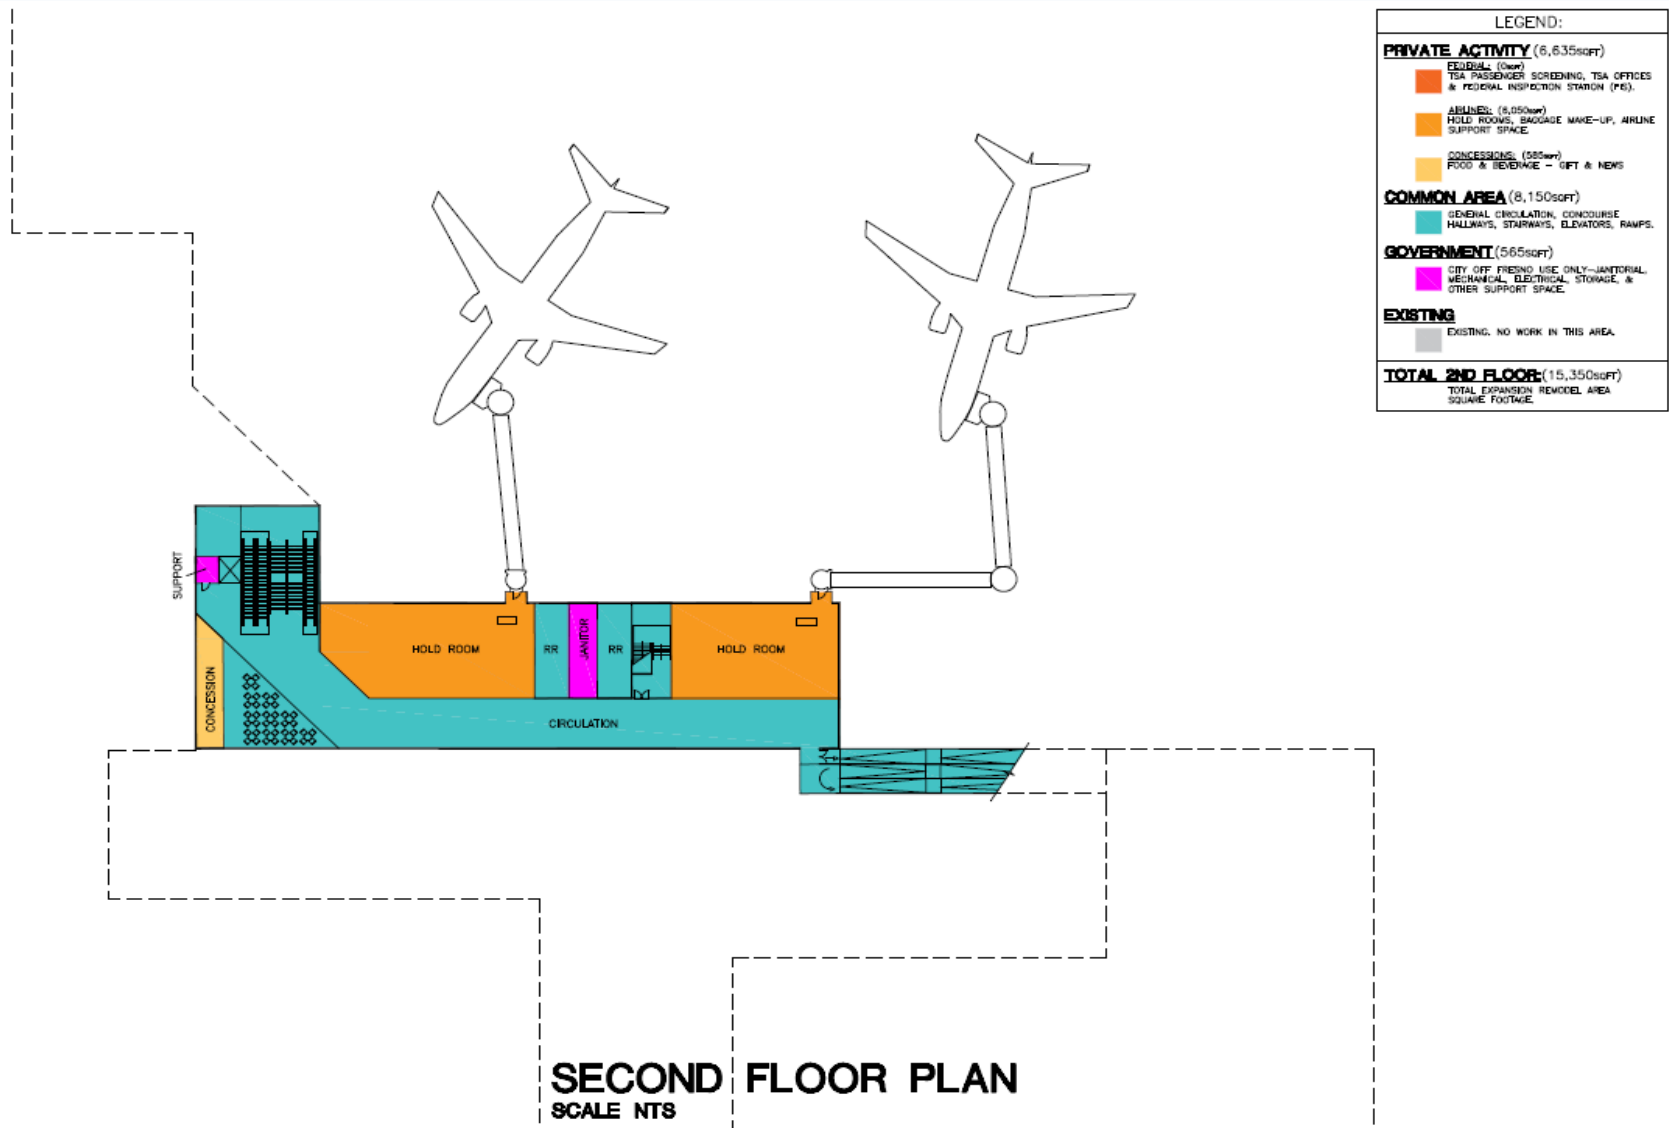 LEGEND:
PRIVATE ACTIVITY (6,635SQFT)
FEDERAL: (0SQFT)
TSA PASSENGER SCREENING, TSA OFFICES
& FEDERAL INSPECTION STATION (FIS).
AIRLINES: (6,050SQFT)
HOLD ROOMS, BAGGAGE MAKE-UP, AIRLINE
SUPPORT SPACE.
CONCESSIONS: (585SQFT)
FOOD & BEVERAGE - GIFT & NEWS
COMMON AREA (8,150SQFT)
GENERAL CIRCULATION, CONCOURSE
HALLWAYS, STAIRWAYS, ELEVATORS, RAMPS.
GOVERNMENT (565SQFT)
CITY OFF FRESNO USE ONLY-JANITORIAL,
MECHANICAL, ELECTRICAL, STORAGE, &
OTHER SUPPORT SPACE.
EXISTING
EXISTING. NO WORK IN THIS AREA.
TOTAL 2ND FLOOR: (15,350SQFT)
TOTAL EXPANSION REMODEL AREA
SQUARE FOOTAGE.
SUPPORT
HOLD ROOM
RR
JANITOR
RR
HOLD ROOM
CONCESSION
CIRCULATION
SECOND FLOOR PLAN
SCALE NTS